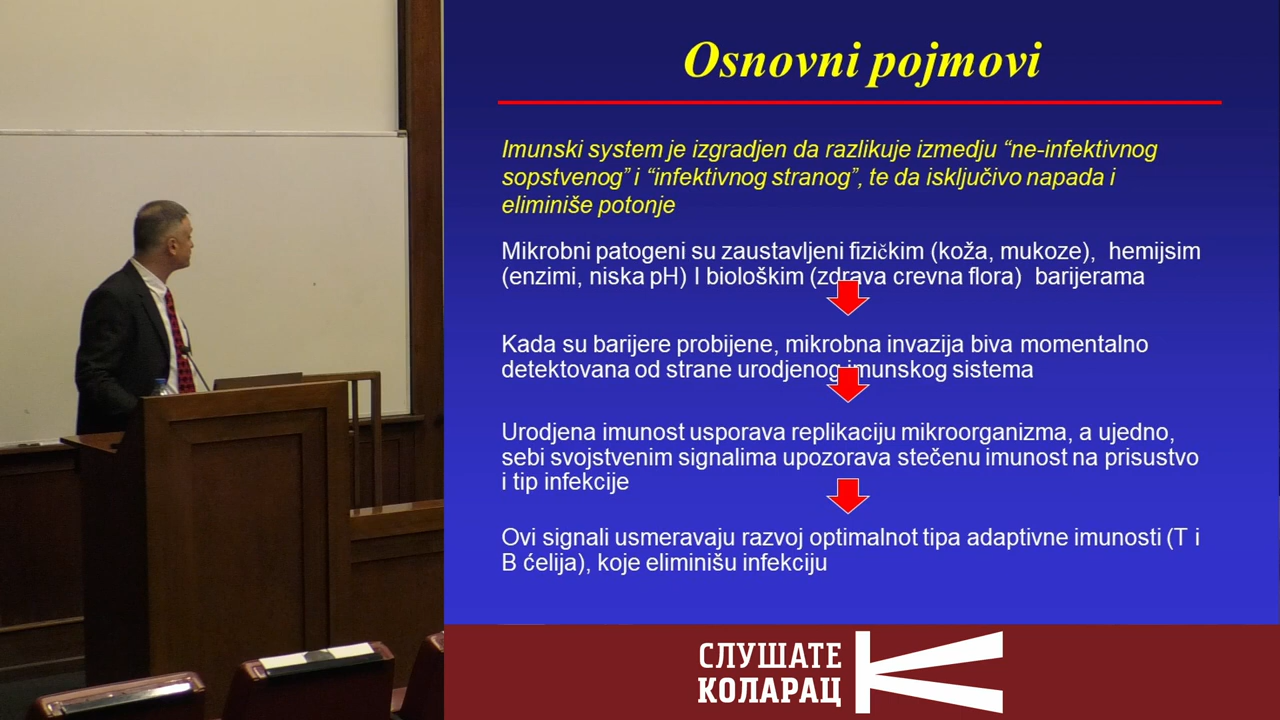 Osnovni pojmovi
Imunski system je izgradjen da razlikuje izmedju “ne-infektivnog
sopstvenog” i “infektivnog stranog”, te da isključivo napada i
eliminiše potonje
Mikrobni patogeni su zaustavljeni fizičkim (koža, mukoze), hemijsim
(enzimi, niska pH) I biološkim (zdrava crevna flora) barijerama
Kada su barijere probijene, mikrobna invazija biva momentalno
detektovana od strane urodjenog imunskog sistema
Urodjena imunost usporava replikaciju mikroorganizma, a ujedno,
sebi svojstvenim signalima upozorava stečenu imunost na prisustvo
i tip infekcije
Ovi signali usmeravaju razvoj optimalnot tipa adaptivne imunosti (T i
B ćelija), koje eliminišu infekciju
СЛУШАТЕ
КОЛАРАЦ